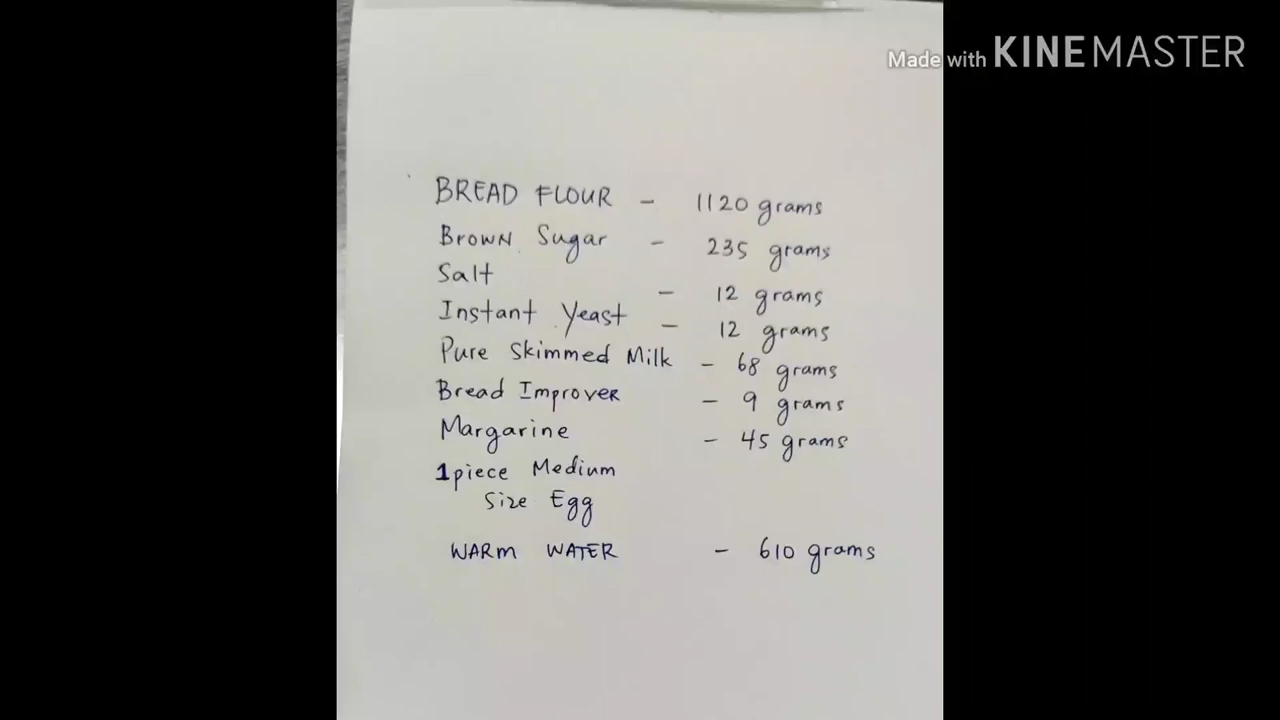 Made with KINEMASTER
BREAD FLOUR - 1120 grams
Brown Sugar - 235 grams
Salt - 12 grams
Instant Yeast - 12 grams
Pure Skimmed Milk - 68 grams
Bread Improver - 9 grams
Margarine - 45 grams
1piece Medium
Size Egg
WARM WATER - 610 grams